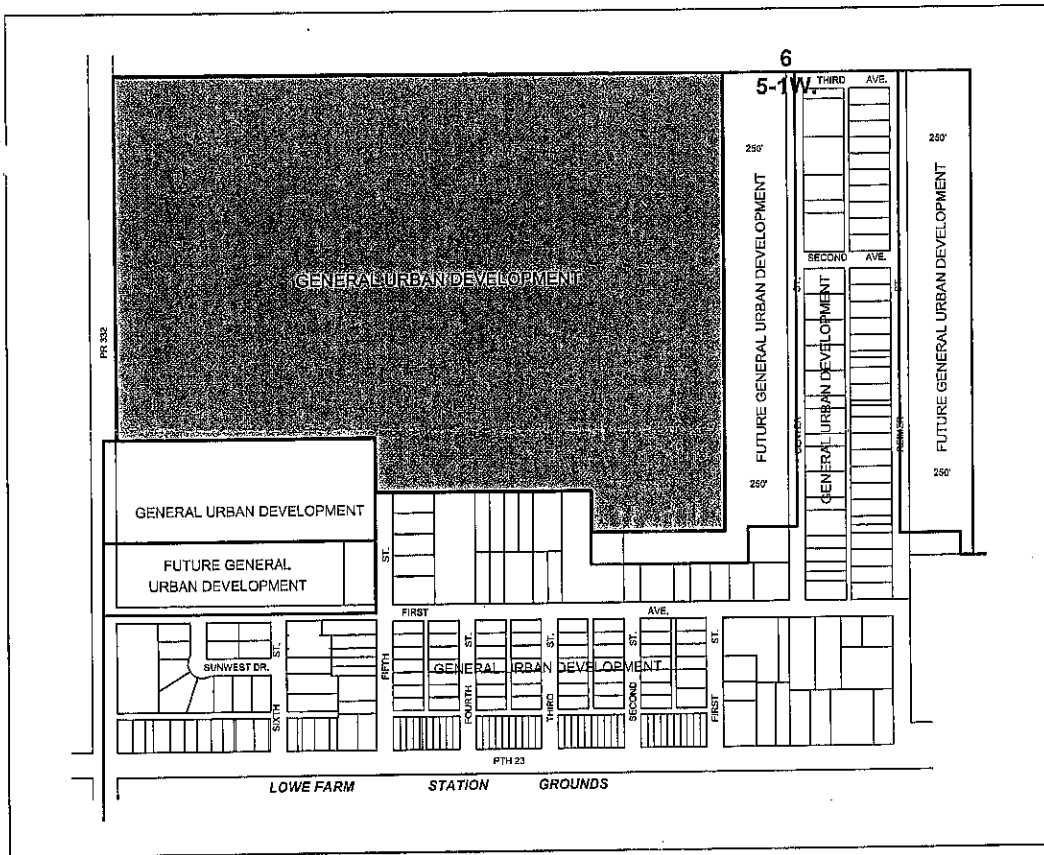 6
5-1W.
THIRD AVE.
250'
250'
FUTURE GENERAL URBAN DEVELOPMENT
GENERAL URBAN DEVELOPMENT
SECOND AVE.
ST.
ST.
GENERAL URBAN DEVELOPMENT
FUTURE GENERAL URBAN DEVELOPMENT
PR 332
REIMER
250'
250'
GENERAL URBAN DEVELOPMENT
FUTURE GENERAL
URBAN DEVELOPMENT
ST.
FIRST AVE.
SUNWEST DR.
ST.
ST.
ST.
ST.
ST.
GENERAL URBAN DEVELOPMENT
SIXTH
FIFTH
FOURTH
THIRD
SECOND
FIRST
PTH 23
LOWE FARM STATION GROUNDS